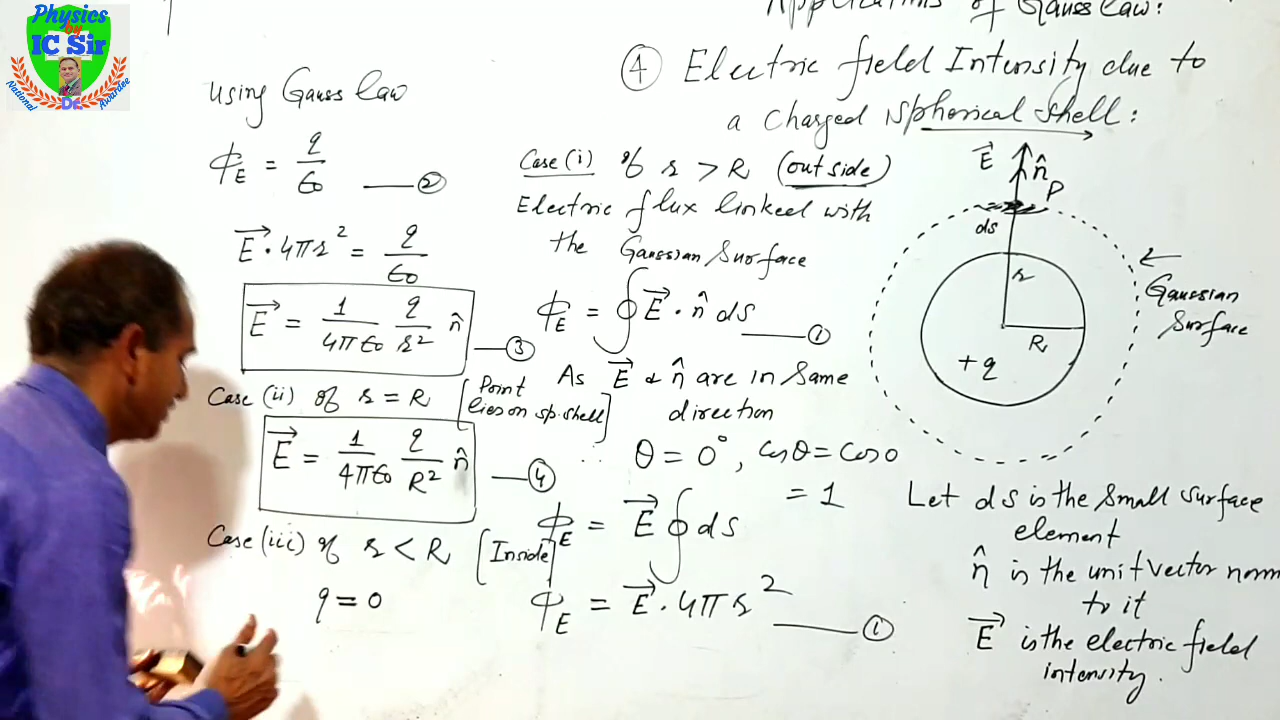 Physics
by
IC Sir
National
Awardee
Applications of Gauss law:
④ Electric field Intensity due to
a charged spherical shell:
Using Gauss law
ϕE = q/ε0 —— ②
E⃗ · 4πr² = q/ε0
E⃗ = 1/4πε0 q/r² n̂ —— ③
Case (ii) If r = R [Point lies on sp. shell]
E⃗ = 1/4πε0 q/R² n̂ —— ④
Case (iii) If r < R [Inside]
q = 0
Case (i) If r > R (outside)
Electric flux linked with
the Gaussian Surface
ϕE = ∮ E⃗ · n̂ ds —— ①
As E⃗ & n̂ are in Same
direction
∴ θ = 0°, cosθ = cos0
= 1
ϕE = E⃗ ∮ ds
ϕE = E⃗ · 4πr² —— ①
E⃗
n̂
P
ds
r
R
+q
Gaussian
Surface
Let ds is the Small surface
element
n̂ is the unit vector norm
to it
E⃗ is the electric field
intensity.